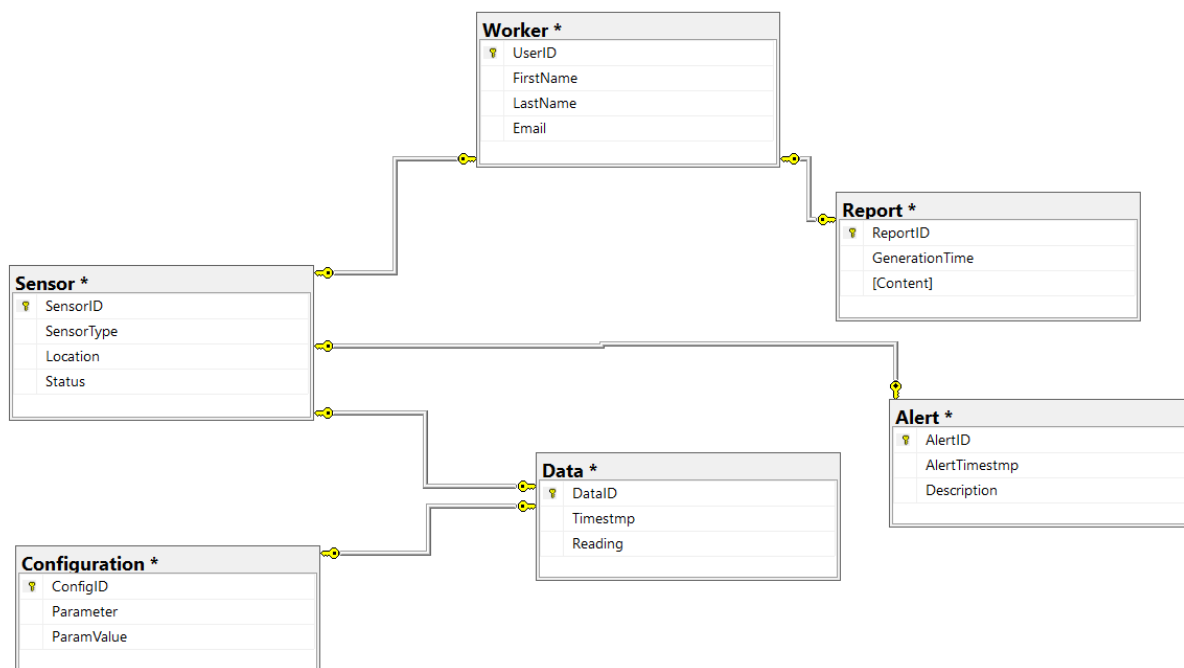 Worker *
UserID
FirstName
LastName
Email
Report *
ReportID
GenerationTime
[Content]
Sensor *
SensorID
SensorType
Location
Status
Alert *
AlertID
AlertTimestmp
Description
Data *
DataID
Timestmp
Reading
Configuration *
ConfigID
Parameter
ParamValue